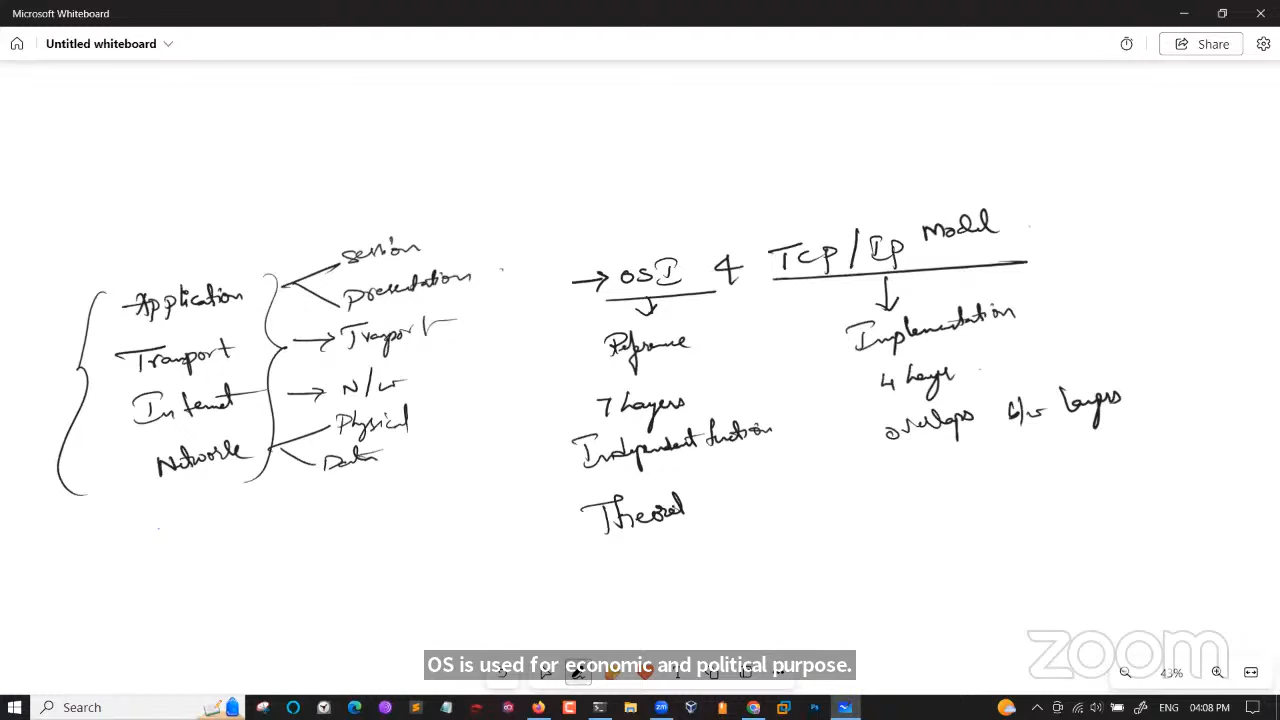 Microsoft Whiteboard
Untitled whiteboard
Share
Application
Transport
Internet
Network
session
presentation
Transport
N/w
Physical
Data
→ OSI & TCP/IP Model
Reference
7 Layers
Independent function
Implementation
4 Layer
overlaps b/w layers
OS is used for economic and political purpose.
zoom
43%
Search
ENG
04:08 PM